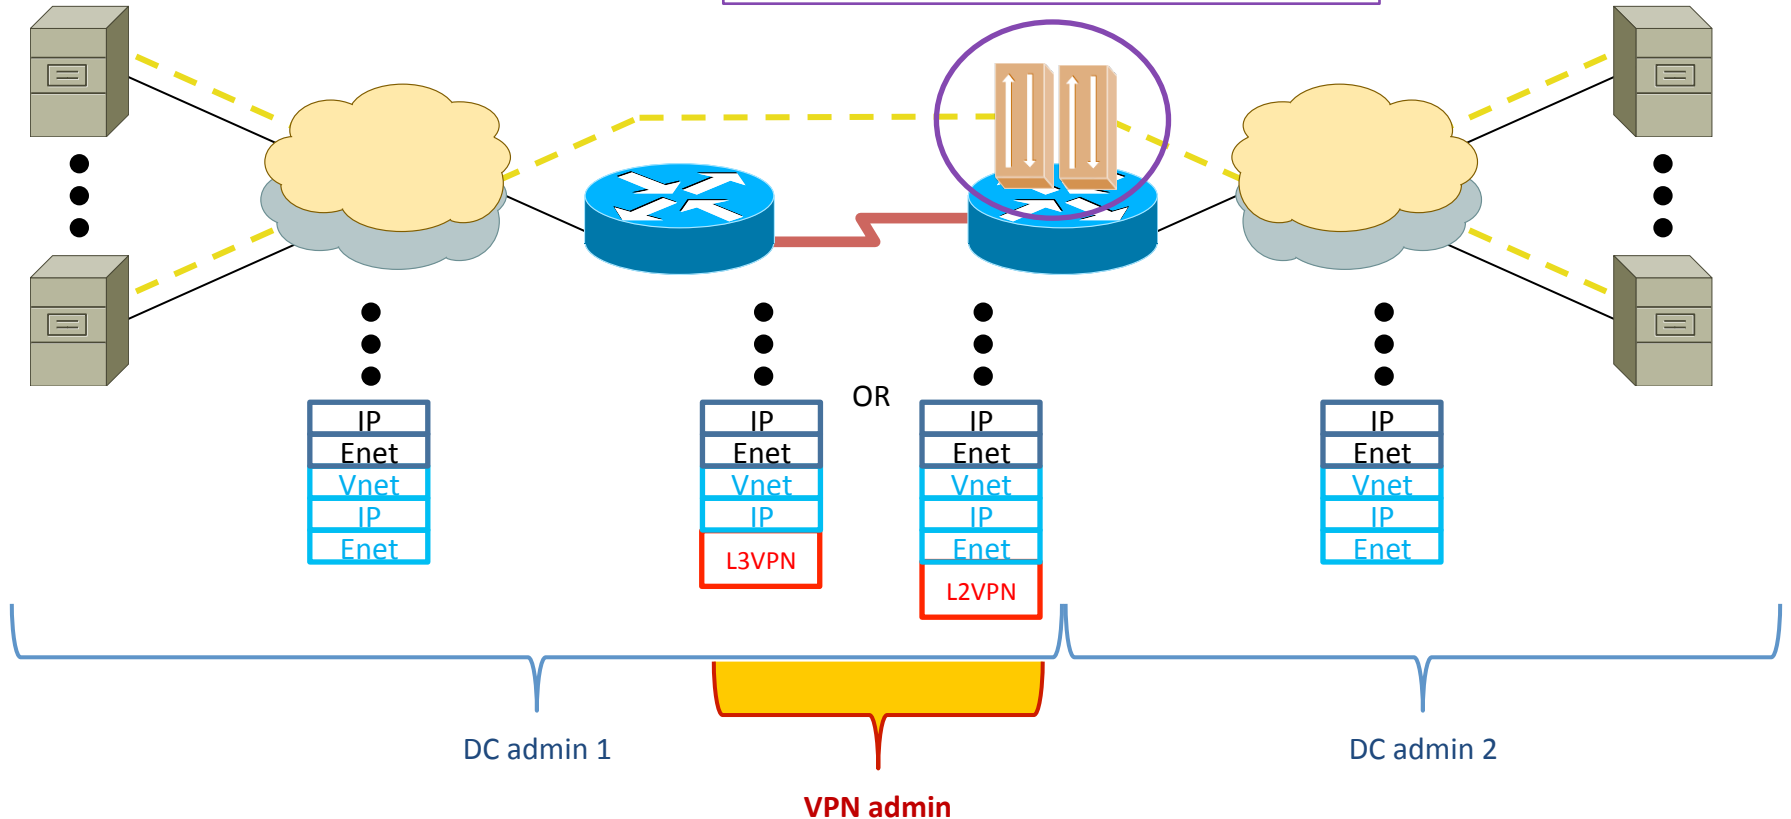 OR
IP
Enet
Vnet
IP
Enet
IP
Enet
Vnet
IP
L3VPN
IP
Enet
Vnet
IP
Enet
L2VPN
IP
Enet
Vnet
IP
Enet
DC admin 1
DC admin 2
VPN admin